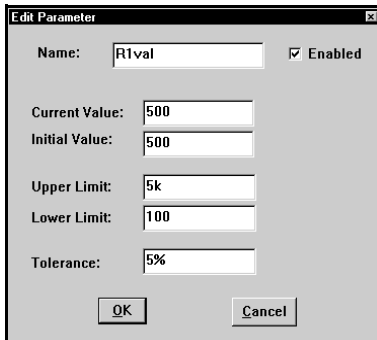 Edit Parameter
Name: R1val Enabled
Current Value: 500
Initial Value: 500
Upper Limit: 5k
Lower Limit: 100
Tolerance: 5%
OK Cancel